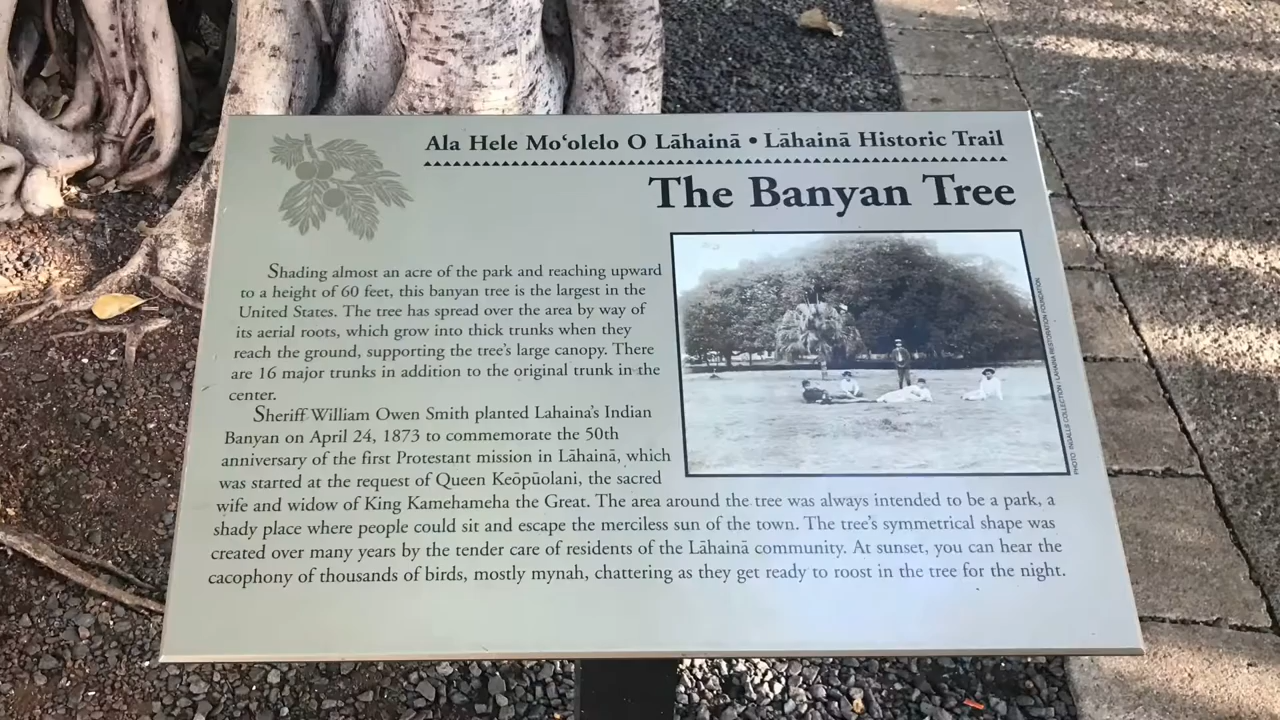 Ala Hele Moʻolelo O Lāhainā • Lāhainā Historic Trail
The Banyan Tree
Shading almost an acre of the park and reaching upward
to a height of 60 feet, this banyan tree is the largest in the
United States. The tree has spread over the area by way of
its aerial roots, which grow into thick trunks when they
reach the ground, supporting the tree's large canopy. There
are 16 major trunks in addition to the original trunk in the
center.
Sheriff William Owen Smith planted Lahaina's Indian
Banyan on April 24, 1873 to commemorate the 50th
anniversary of the first Protestant mission in Lāhainā, which
was started at the request of Queen Keōpūolani, the sacred
wife and widow of King Kamehameha the Great. The area around the tree was always intended to be a park, a
shady place where people could sit and escape the merciless sun of the town. The tree's symmetrical shape was
created over many years by the tender care of residents of the Lāhainā community. At sunset, you can hear the
cacophony of thousands of birds, mostly mynah, chattering as they get ready to roost in the tree for the night.
PHOTO: INGALLS COLLECTION / LAHAINA RESTORATION FOUNDATION